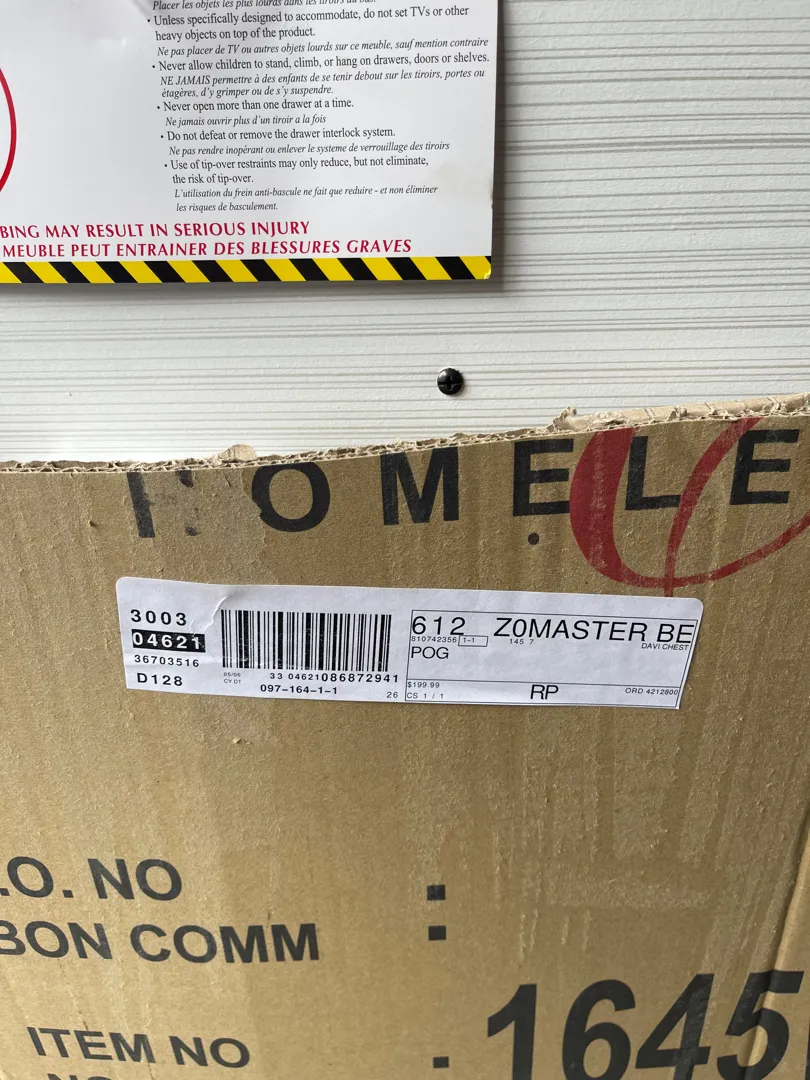 Placer les objets les plus lourds dans les tiroirs du bas.
• Unless specifically designed to accommodate, do not set TVs or other
heavy objects on top of the product.
Ne pas placer de TV ou autres objets lourds sur ce meuble, sauf mention contraire
• Never allow children to stand, climb, or hang on drawers, doors or shelves.
NE JAMAIS permettre à des enfants de se tenir debout sur les tiroirs, portes ou
étagères, d'y grimper ou de s'y suspendre.
• Never open more than one drawer at a time.
Ne jamais ouvrir plus d'un tiroir a la fois
• Do not defeat or remove the drawer interlock system.
Ne pas rendre inopérant ou enlever le systeme de verrouillage des tiroirs
• Use of tip-over restraints may only reduce, but not eliminate,
the risk of tip-over.
L'utilisation du frein anti-bascule ne fait que reduire - et non éliminer
les risques de basculement.
BING MAY RESULT IN SERIOUS INJURY
MEUBLE PEUT ENTRAINER DES BLESSURES GRAVES
HOMELE
3003
04621
36703516
D128
05/06
CY DT
33 04621086872941
097-164-1-1
26
612 Z0MASTER BE
810742356 1-1 145 7 DAVI CHEST
POG
$199.99
CS 1 / 1
RP
ORD 4212800
.O. NO :
BON COMM
ITEM NO : 1645
NO